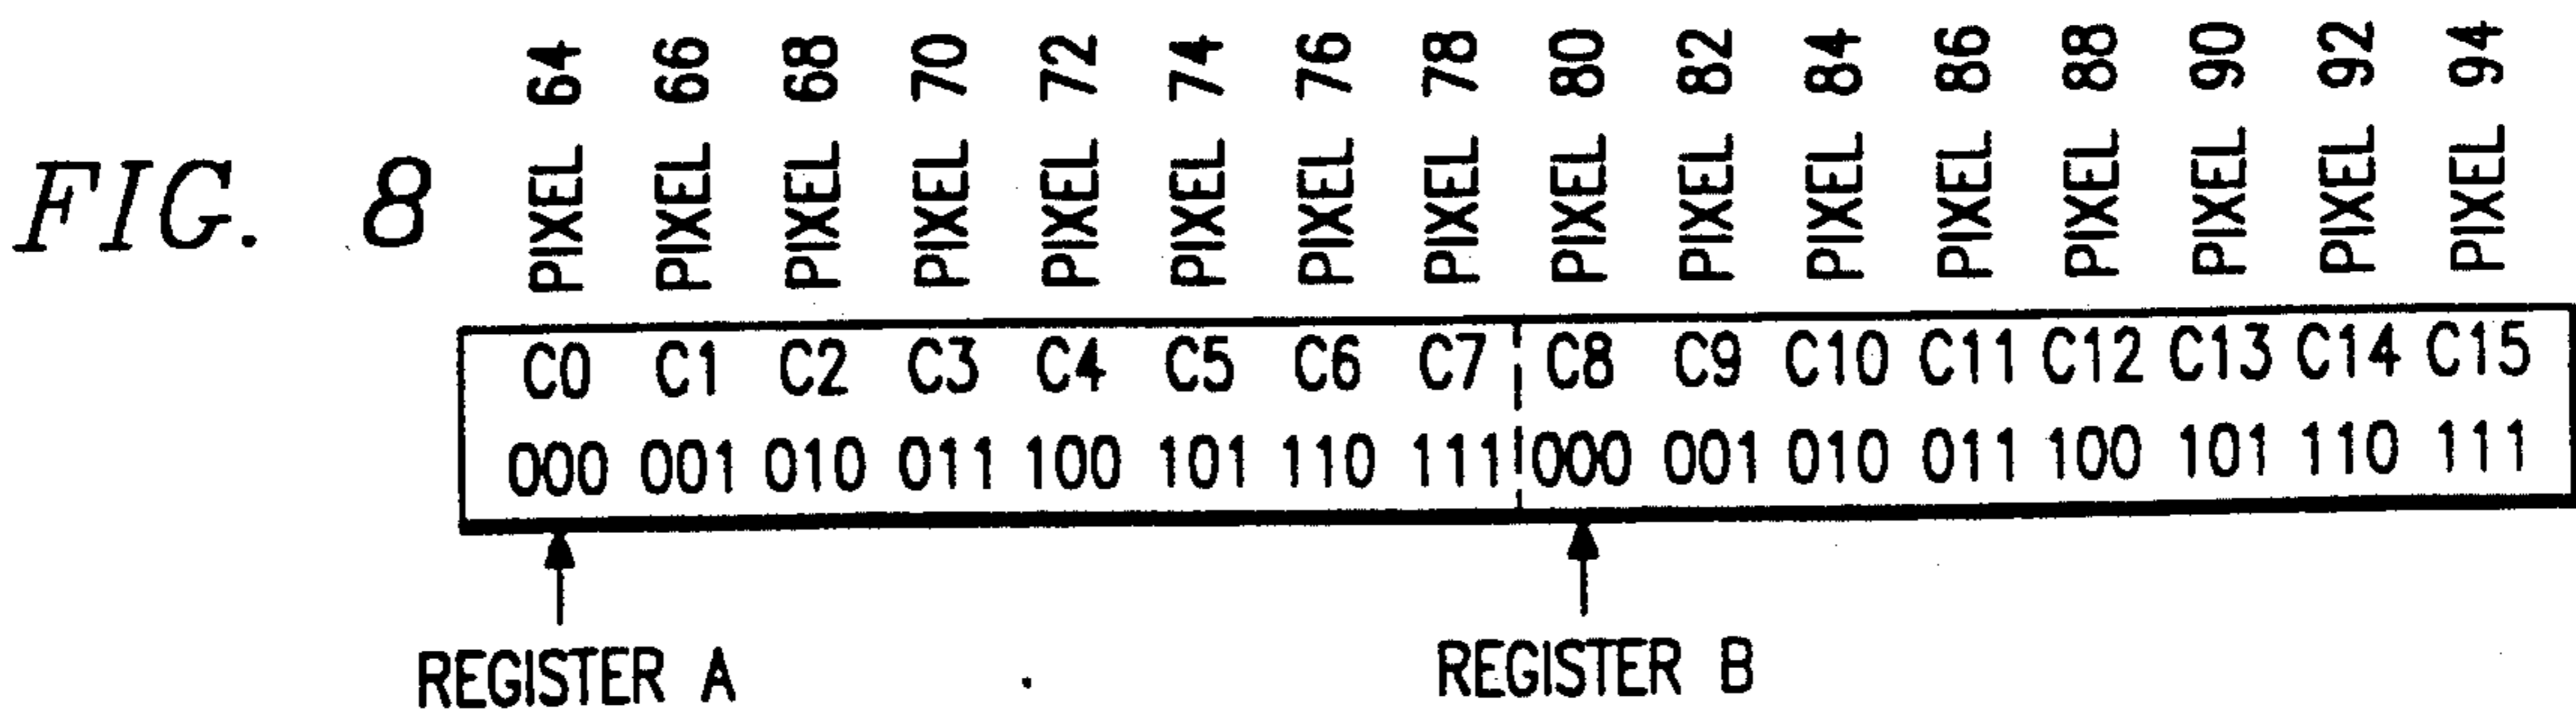 FIG. 8
PIXEL 64 PIXEL 66 PIXEL 68 PIXEL 70 PIXEL 72 PIXEL 74 PIXEL 76 PIXEL 78 PIXEL 80 PIXEL 82 PIXEL 84 PIXEL 86 PIXEL 88 PIXEL 90 PIXEL 92 PIXEL 94
C0 C1 C2 C3 C4 C5 C6 C7 C8 C9 C10 C11 C12 C13 C14 C15
000 001 010 011 100 101 110 111 000 001 010 011 100 101 110 111
REGISTER A REGISTER B